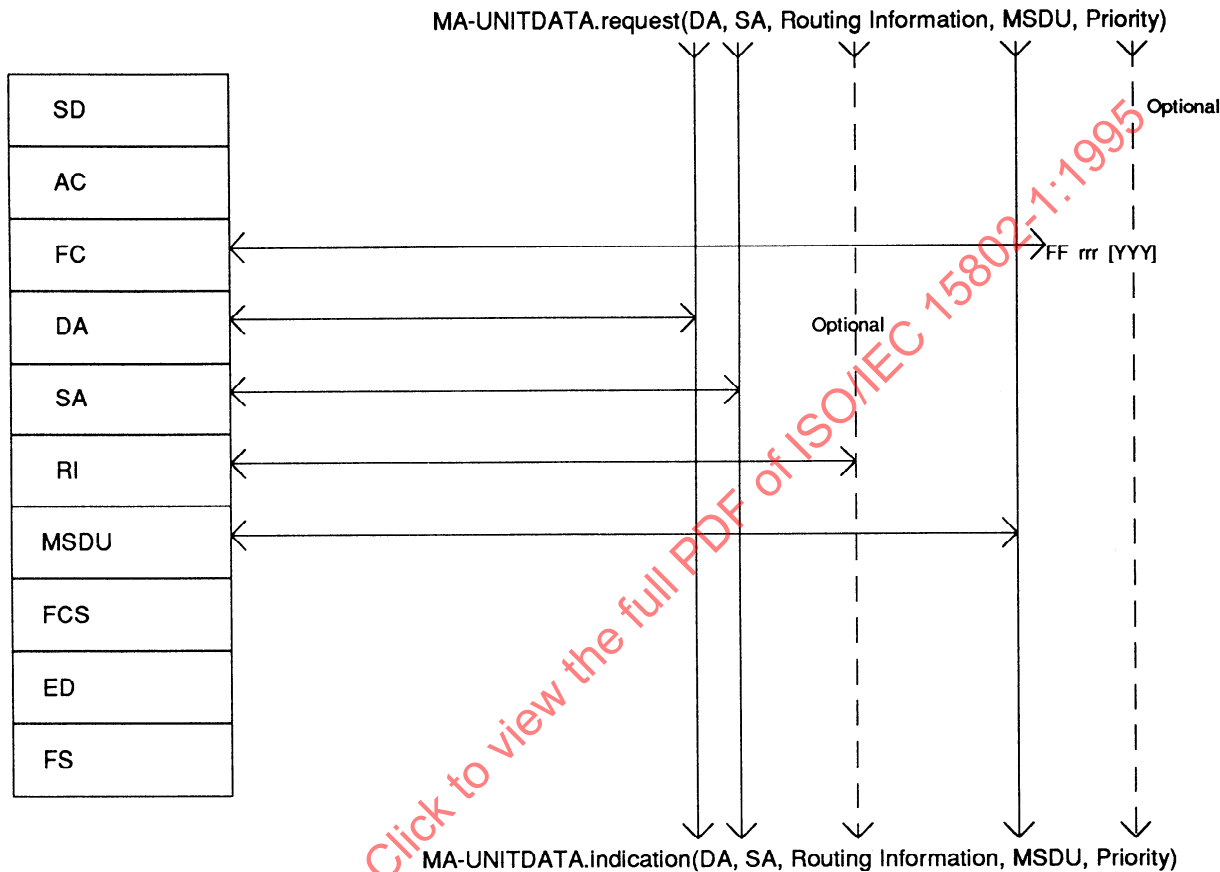 MA-UNITDATA.request(DA, SA, Routing Information, MSDU, Priority)
SD
Optional
AC
FC
FF rrr [YYY]
DA
Optional
SA
RI
MSDU
FCS
ED
FS
MA-UNITDATA.indication(DA, SA, Routing Information, MSDU, Priority)
Click to view the full PDF of ISO/IEC 15802-1:1995